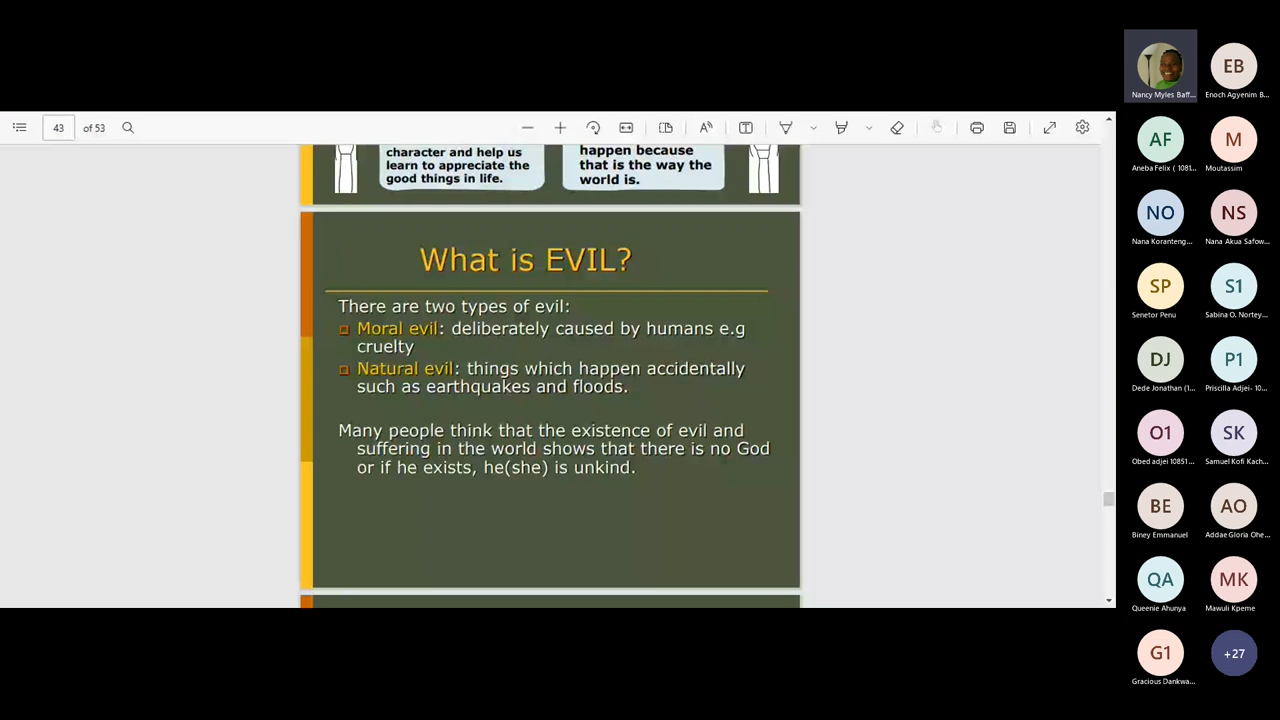 43 of 53
character and help us
learn to appreciate the
good things in life.
happen because
that is the way the
world is.
What is EVIL?
There are two types of evil:
Moral evil: deliberately caused by humans e.g
cruelty
Natural evil: things which happen accidentally
such as earthquakes and floods.
Many people think that the existence of evil and
suffering in the world shows that there is no God
or if he exists, he(she) is unkind.
Nancy Myles Baff...
EB
Enoch Agyenim B...
AF
Aneba Felix ( 1081...
M
Moutassim
NO
Nana Koranteng...
NS
Nana Akua Safow...
SP
Senetor Penu
S1
Sabina O. Nortey...
DJ
Dede Jonathan (1...
P1
Priscilla Adjei- 10...
O1
Obed adjei 10851...
SK
Samuel Kofi Kach...
BE
Biney Emmanuel
AO
Addae Gloria Ohe...
QA
Queenie Ahunya
MK
Mawuli Kpeme
G1
Gracious Dankwa...
+27